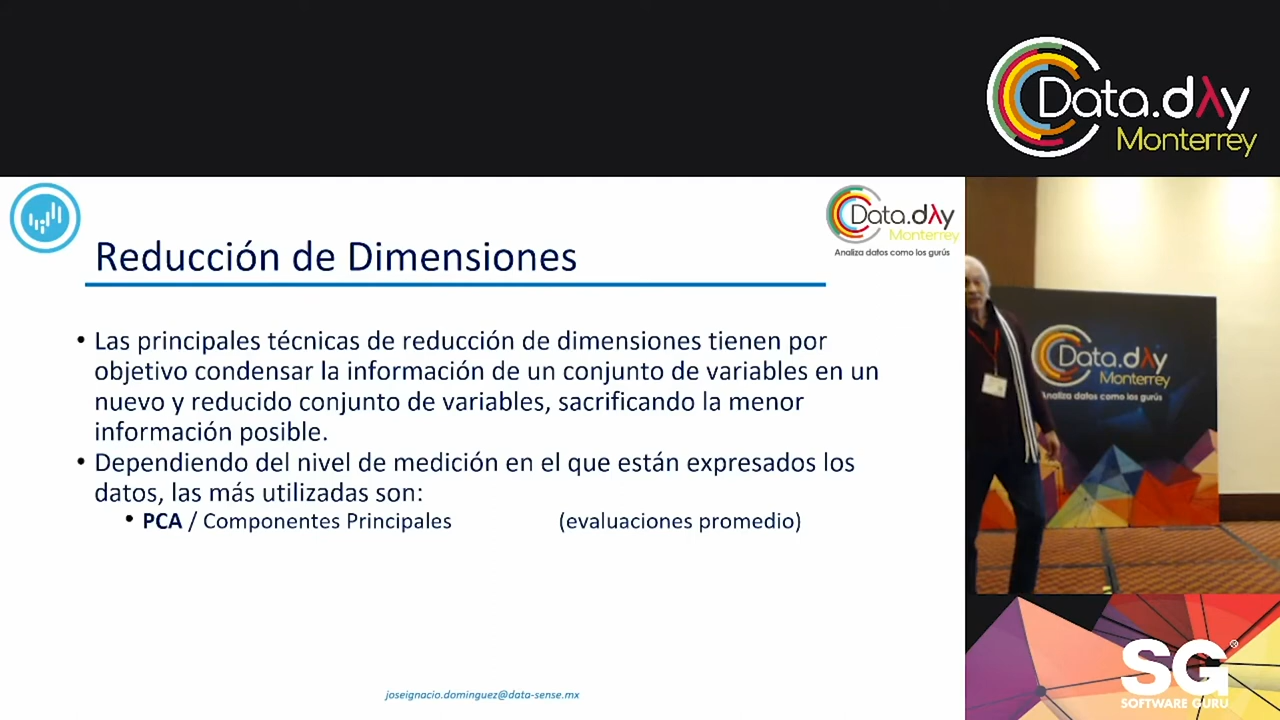 Data.dλy
Monterrey
Data.dλy
Monterrey
Analiza datos como los gurús
Reducción de Dimensiones
• Las principales técnicas de reducción de dimensiones tienen por
objetivo condensar la información de un conjunto de variables en un
nuevo y reducido conjunto de variables, sacrificando la menor
información posible.
• Dependiendo del nivel de medición en el que están expresados los
datos, las más utilizadas son:
• PCA / Componentes Principales (evaluaciones promedio)
joseignacio.dominguez@data-sense.mx
Data.dλy
Monterrey
Analiza datos como los gurús
SG
SOFTWARE GURU